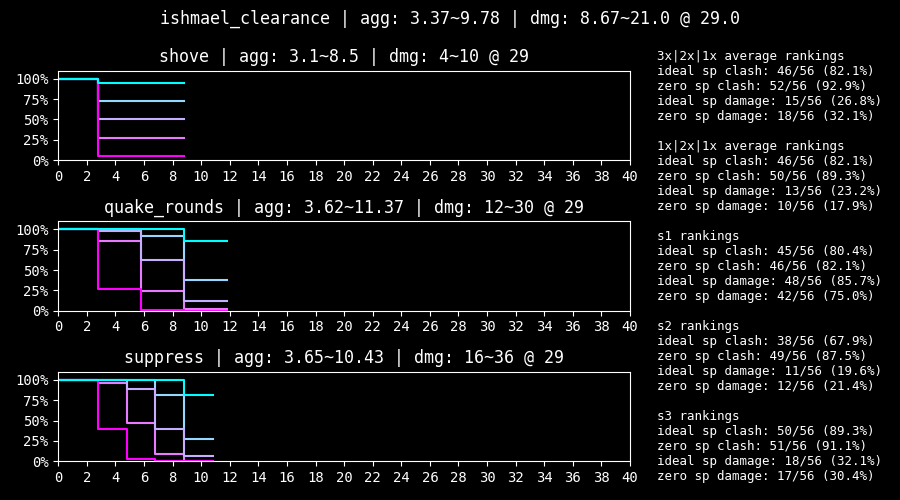 ishmael_clearance | agg: 3.37~9.78 | dmg: 8.67~21.0 @ 29.0
shove | agg: 3.1~8.5 | dmg: 4~10 @ 29
100%
75%
50%
25%
0%
0 2 4 6 8 10 12 14 16 18 20 22 24 26 28 30 32 34 36 38 40
quake_rounds | agg: 3.62~11.37 | dmg: 12~30 @ 29
100%
75%
50%
25%
0%
0 2 4 6 8 10 12 14 16 18 20 22 24 26 28 30 32 34 36 38 40
suppress | agg: 3.65~10.43 | dmg: 16~36 @ 29
100%
75%
50%
25%
0%
0 2 4 6 8 10 12 14 16 18 20 22 24 26 28 30 32 34 36 38 40
3x|2x|1x average rankings
ideal sp clash: 46/56 (82.1%)
zero sp clash: 52/56 (92.9%)
ideal sp damage: 15/56 (26.8%)
zero sp damage: 18/56 (32.1%)
1x|2x|1x average rankings
ideal sp clash: 46/56 (82.1%)
zero sp clash: 50/56 (89.3%)
ideal sp damage: 13/56 (23.2%)
zero sp damage: 10/56 (17.9%)
s1 rankings
ideal sp clash: 45/56 (80.4%)
zero sp clash: 46/56 (82.1%)
ideal sp damage: 48/56 (85.7%)
zero sp damage: 42/56 (75.0%)
s2 rankings
ideal sp clash: 38/56 (67.9%)
zero sp clash: 49/56 (87.5%)
ideal sp damage: 11/56 (19.6%)
zero sp damage: 12/56 (21.4%)
s3 rankings
ideal sp clash: 50/56 (89.3%)
zero sp clash: 51/56 (91.1%)
ideal sp damage: 18/56 (32.1%)
zero sp damage: 17/56 (30.4%)